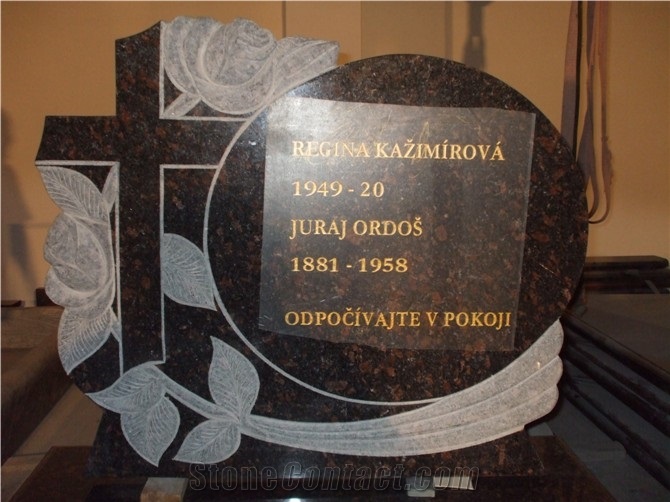 REGINA KAŽIMÍROVÁ
1949 - 20
JURAJ ORDOŠ
1881 - 1958
ODPOČÍVAJTE V POKOJI
StoneContact.com